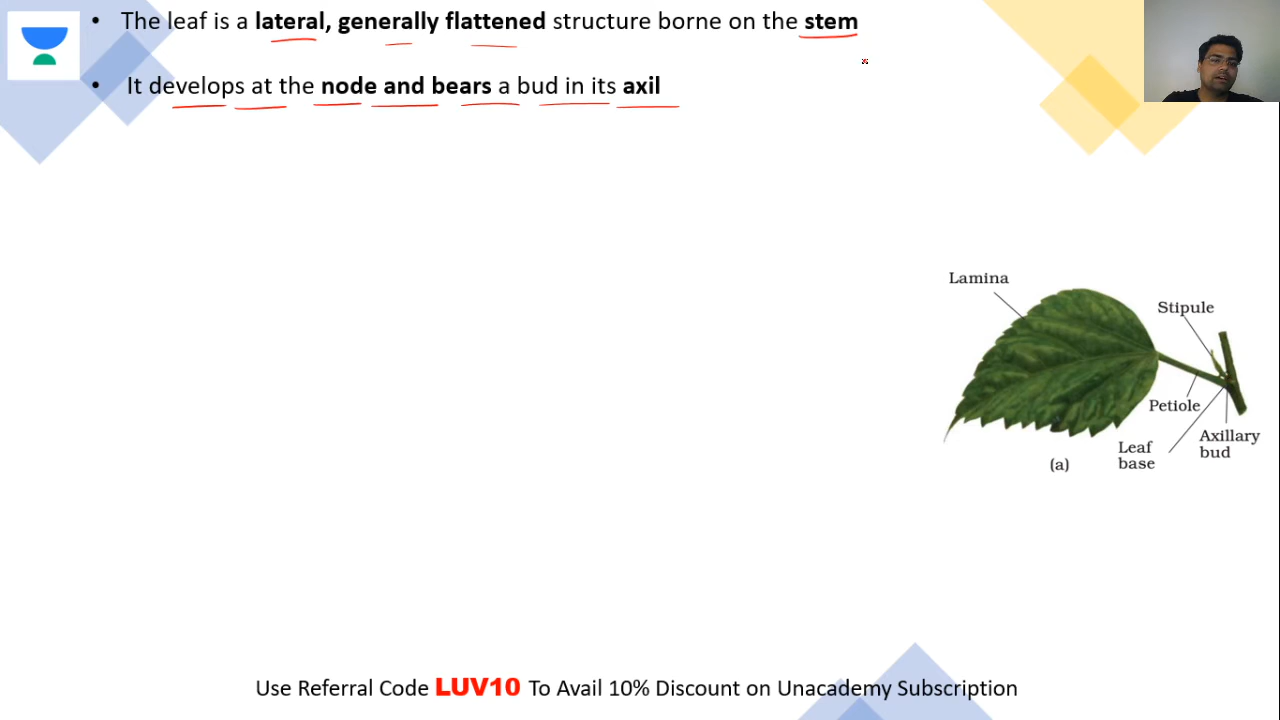 • The leaf is a lateral, generally flattened structure borne on the stem
• It develops at the node and bears a bud in its axil
Lamina
Stipule
Petiole
Axillary
bud
Leaf
base
(a)
Use Referral Code LUV10 To Avail 10% Discount on Unacademy Subscription